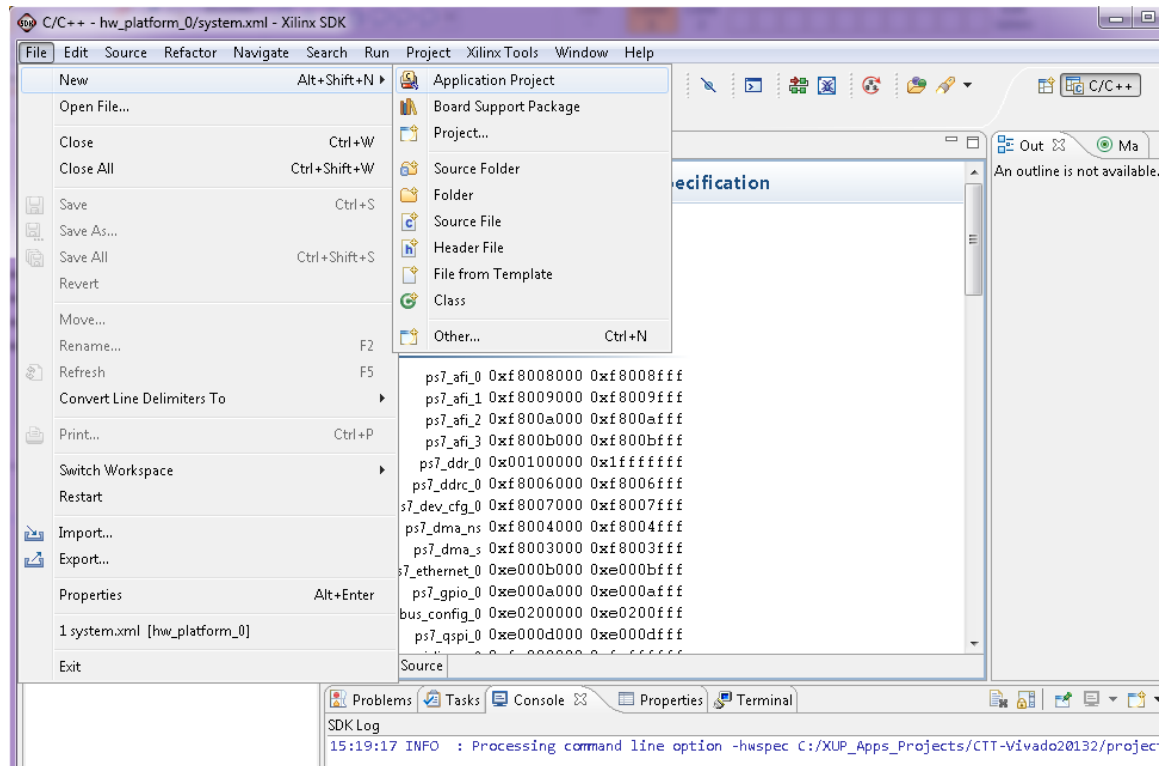 C/C++ - hw_platform_0/system.xml - Xilinx SDK
File Edit Source Refactor Navigate Search Run Project Xilinx Tools Window Help
New Alt+Shift+N
Open File...
Close Ctrl+W
Close All Ctrl+Shift+W
Save Ctrl+S
Save As...
Save All Ctrl+Shift+S
Revert
Move...
Rename... F2
Refresh F5
Convert Line Delimiters To
Print... Ctrl+P
Switch Workspace
Restart
Import...
Export...
Properties Alt+Enter
1 system.xml [hw_platform_0]
Exit
Application Project
Board Support Package
Project...
Source Folder
Folder
Source File
Header File
File from Template
Class
Other... Ctrl+N
C/C++
ecification
Out Ma
An outline is not available.
ps7_afi_0 0xf8008000 0xf8008fff
ps7_afi_1 0xf8009000 0xf8009fff
ps7_afi_2 0xf800a000 0xf800afff
ps7_afi_3 0xf800b000 0xf800bfff
ps7_ddr_0 0x00100000 0x1fffffff
ps7_ddrc_0 0xf8006000 0xf8006fff
s7_dev_cfg_0 0xf8007000 0xf8007fff
ps7_dma_ns 0xf8004000 0xf8004fff
ps7_dma_s 0xf8003000 0xf8003fff
s7_ethernet_0 0xe000b000 0xe000bfff
ps7_gpio_0 0xe000a000 0xe000afff
bus_config_0 0xe0200000 0xe0200fff
ps7_qspi_0 0xe000d000 0xe000dfff
Source
Problems Tasks Console Properties Terminal
SDK Log
15:19:17 INFO : Processing command line option -hwspec C:/XUP_Apps_Projects/CTT-Vivado20132/project